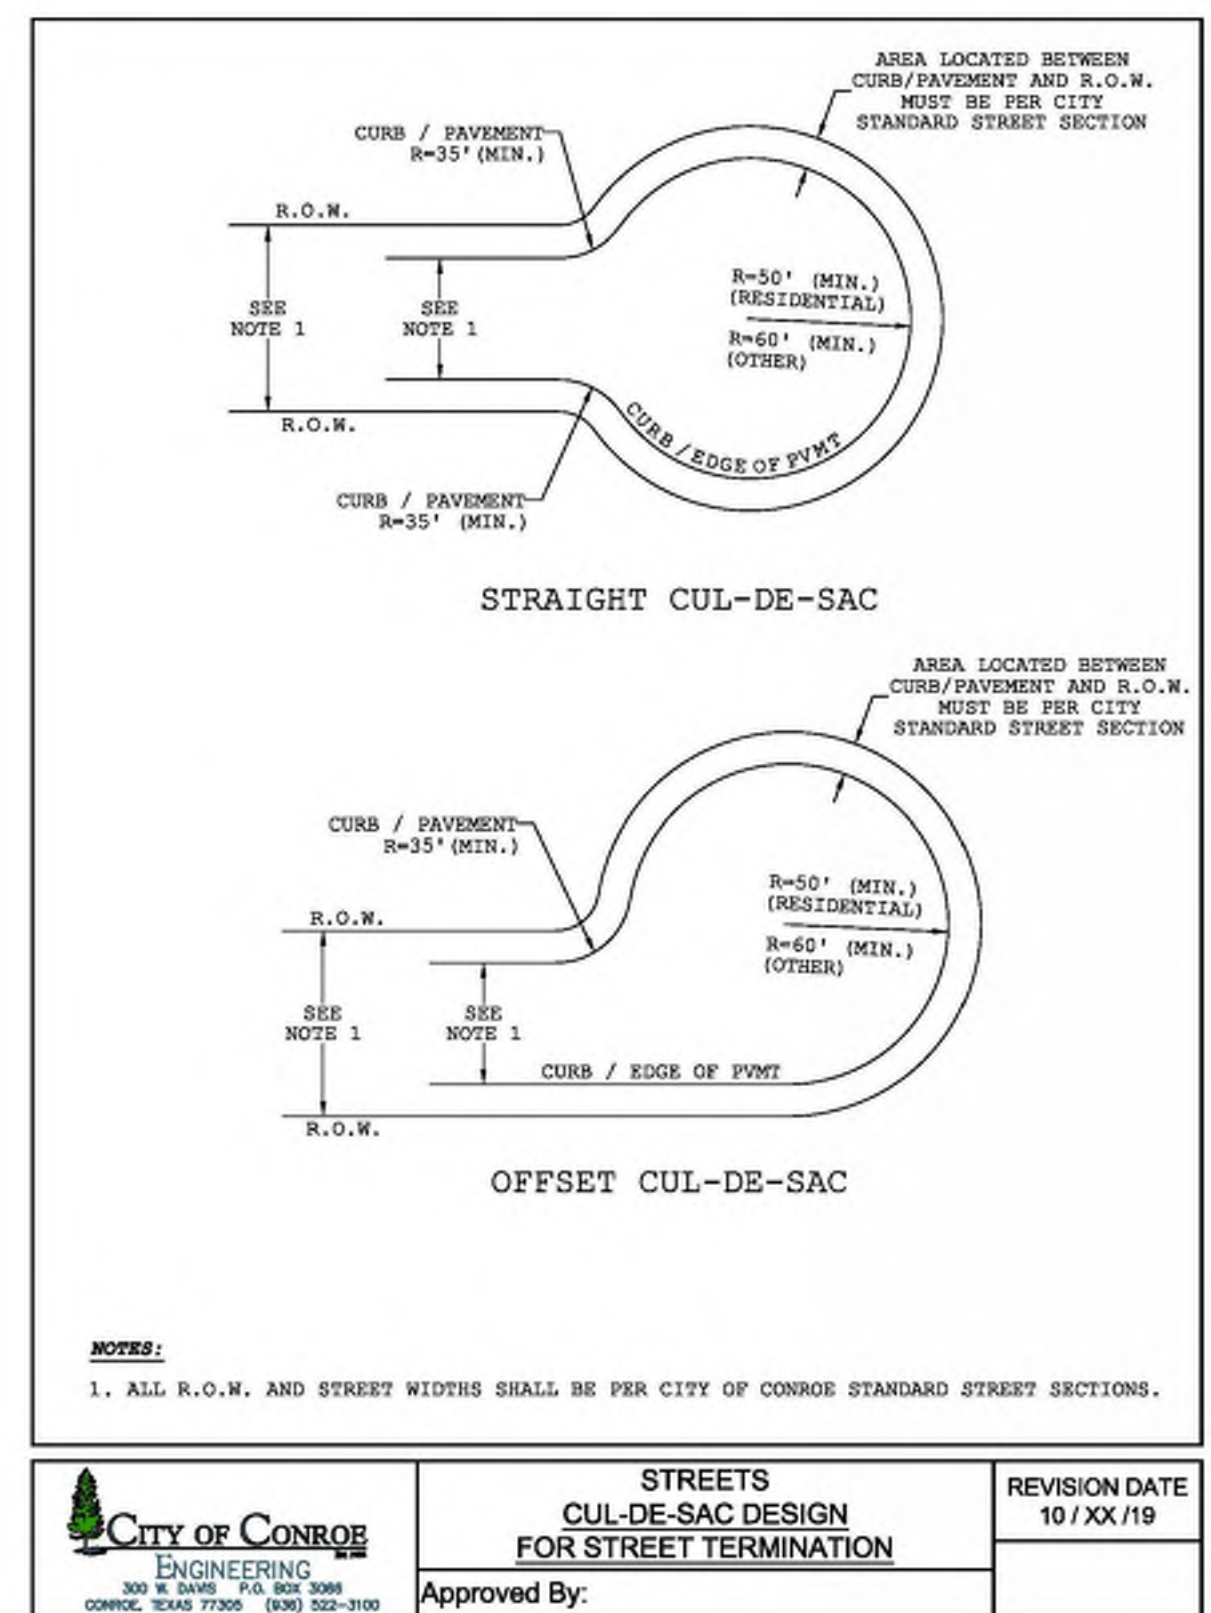 AREA LOCATED BETWEEN
CURB/PAVEMENT AND R.O.W.
MUST BE PER CITY
STANDARD STREET SECTION
CURB / PAVEMENT
R=35'(MIN.)
R.O.W.
SEE
NOTE 1
SEE
NOTE 1
R=50' (MIN.)
(RESIDENTIAL)
R=60' (MIN.)
(OTHER)
R.O.W.
CURB /EDGE OF PVMT
CURB / PAVEMENT
R=35' (MIN.)
STRAIGHT CUL-DE-SAC
AREA LOCATED BETWEEN
CURB/PAVEMENT AND R.O.W.
MUST BE PER CITY
STANDARD STREET SECTION
CURB / PAVEMENT
R=35'(MIN.)
R=50' (MIN.)
(RESIDENTIAL)
R=60' (MIN.)
(OTHER)
R.O.W.
SEE
NOTE 1
SEE
NOTE 1
CURB / EDGE OF PVMT
R.O.W.
OFFSET CUL-DE-SAC
NOTES:
1. ALL R.O.W. AND STREET WIDTHS SHALL BE PER CITY OF CONROE STANDARD STREET SECTIONS.
CITY OF CONROE
ENGINEERING
300 W. DAVIS P.O. BOX 3066
CONROE, TEXAS 77305 (936) 522-3100
STREETS
CUL-DE-SAC DESIGN
FOR STREET TERMINATION
Approved By:
REVISION DATE
10 / XX /19